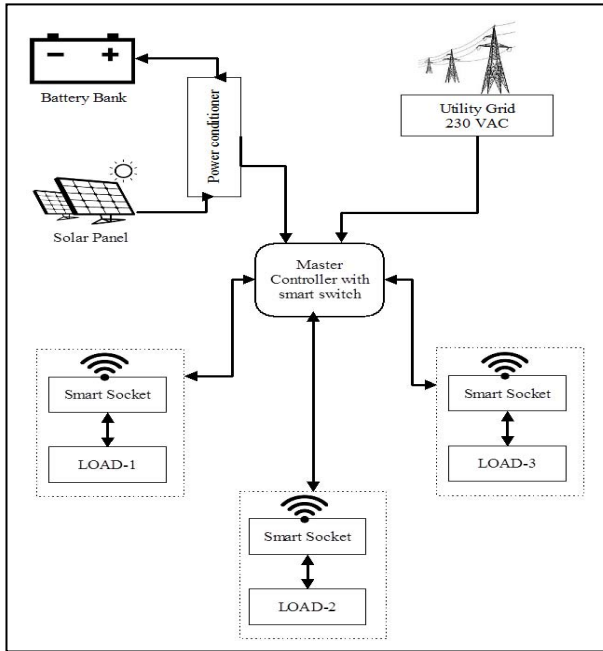 Battery Bank
Power conditioner
Utility Grid
230 VAC
Solar Panel
Master
Controller with
smart switch
Smart Socket
LOAD-1
Smart Socket
LOAD-2
Smart Socket
LOAD-3